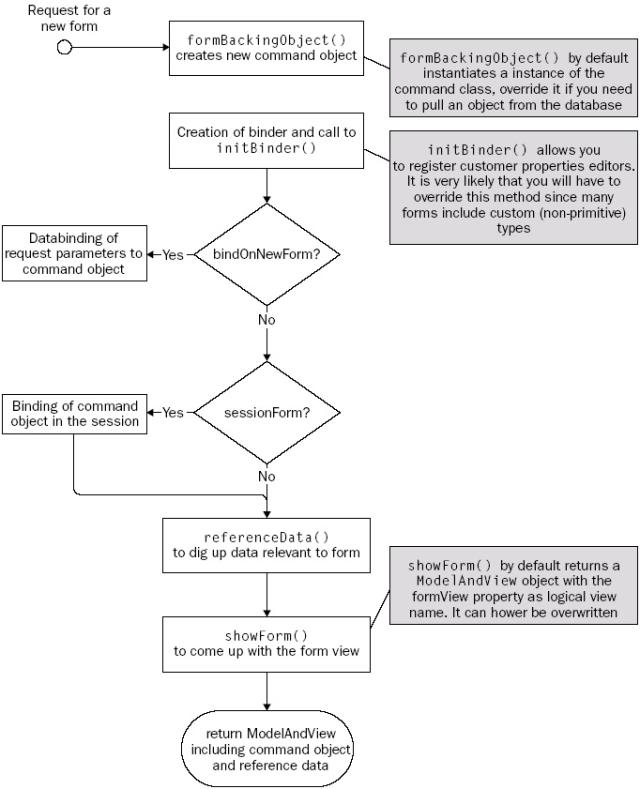 Request for a
new form
formBackingObject()
creates new command object
formBackingObject() by default
instantiates a instance of the
command class, override it if you need
to pull an object from the database
Creation of binder and call to
initBinder()
initBinder() allows you
to register customer properties editors.
It is very likely that you will have to
override this method since many
forms include custom (non-primitive)
types
Databinding of
request parameters to
command object
Yes
bindOnNewForm?
No
Binding of command
object in the session
Yes
sessionForm?
No
referenceData()
to dig up data relevant to form
showForm() by default returns a
ModelAndView object with the
formView property as logical view
name. It can hower be overwritten
showForm()
to come up with the form view
return ModelAndView
including command object
and reference data